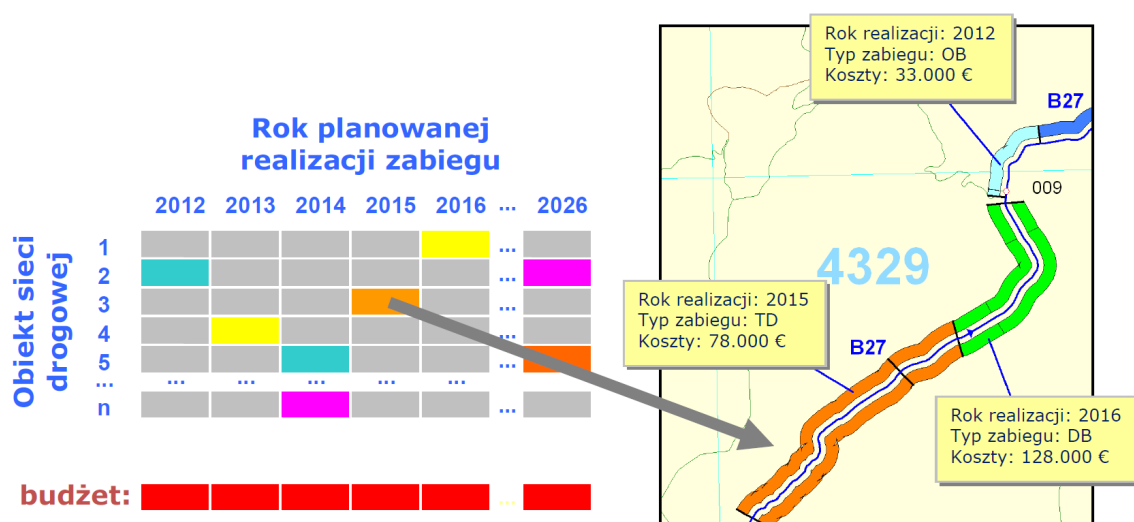 Rok planowanej
realizacji zabiegu
2012 2013 2014 2015 2016 ... 2026
Obiekt sieci
drogowej
1 ...
2 ...
3 ...
4 ...
5 ...
... ... ... ... ... ... ...
n ...
budżet: ...
Rok realizacji: 2012
Typ zabiegu: OB
Koszty: 33.000 €
B27
009
4329
Rok realizacji: 2015
Typ zabiegu: TD
Koszty: 78.000 €
B27
Rok realizacji: 2016
Typ zabiegu: DB
Koszty: 128.000 €